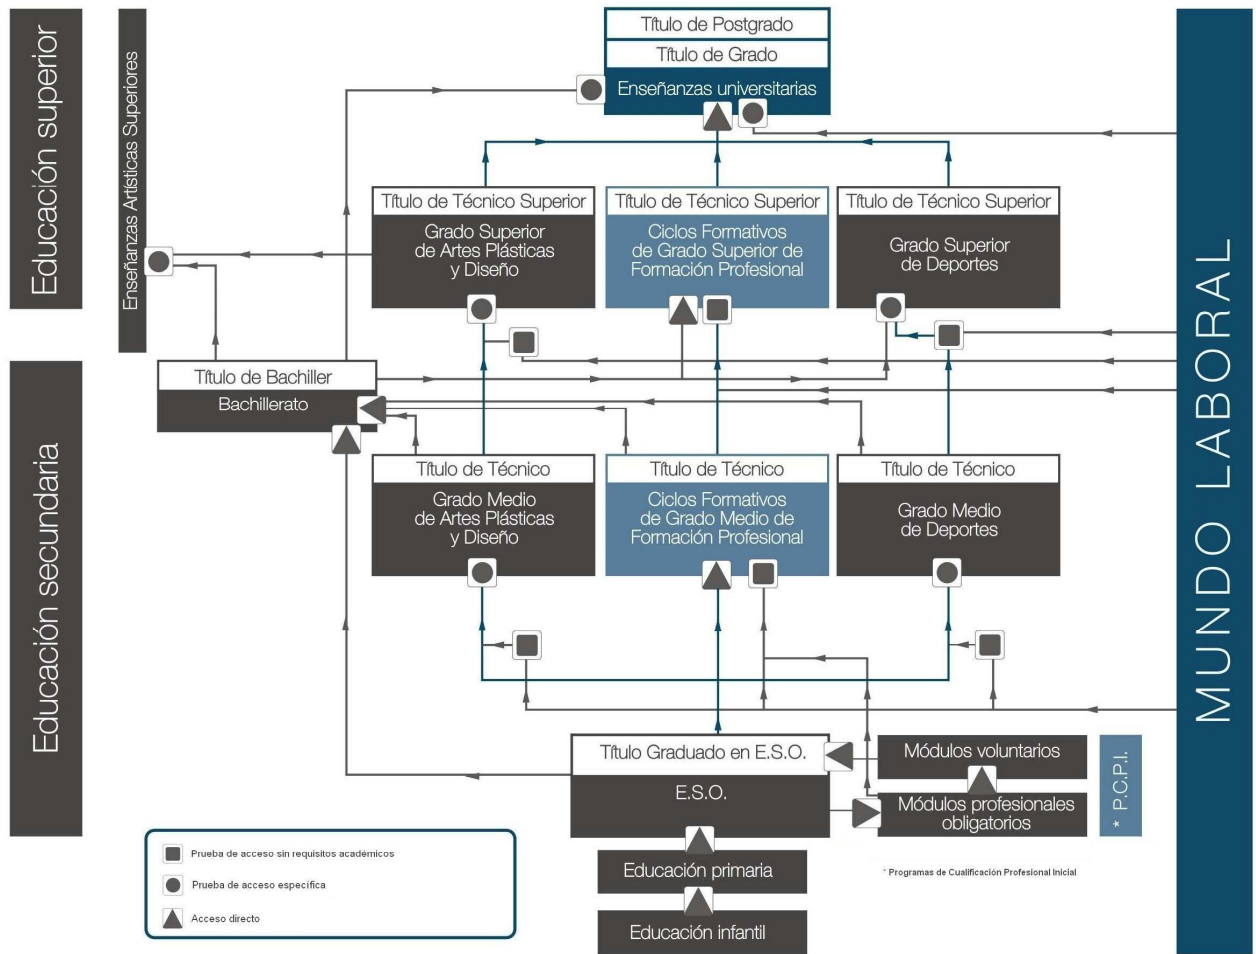 Educación superior
Enseñanzas Artísticas Superiores
Título de Postgrado
Título de Grado
Enseñanzas universitarias
Título de Técnico Superior
Grado Superior
de Artes Plásticas
y Diseño
Título de Técnico Superior
Ciclos Formativos
de Grado Superior de
Formación Profesional
Título de Técnico Superior
Grado Superior
de Deportes
MUNDO LABORAL
Educación secundaria
Título de Bachiller
Bachillerato
Título de Técnico
Grado Medio
de Artes Plásticas
y Diseño
Título de Técnico
Ciclos Formativos
de Grado Medio de
Formación Profesional
Título de Técnico
Grado Medio
de Deportes
Título Graduado en E.S.O.
E.S.O.
Módulos voluntarios
Módulos profesionales
obligatorios
* P.C.P.I.
Educación primaria
Educación infantil
* Programas de Cualificación Profesional Inicial
Prueba de acceso sin requisitos académicos
Prueba de acceso específica
Acceso directo